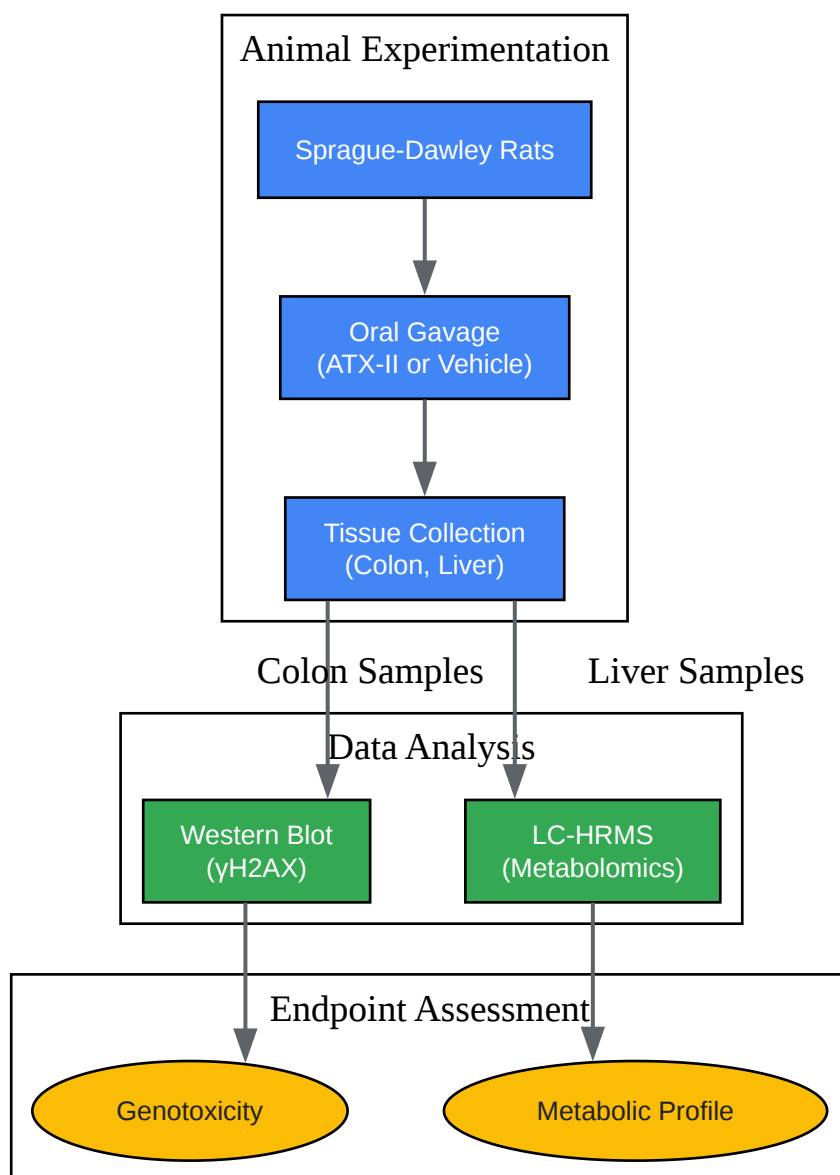 Animal Experimentation
Sprague-Dawley Rats
Oral Gavage
(ATX-II or Vehicle)
Tissue Collection
(Colon, Liver)
Colon Samples
Liver Samples
Data Analysis
Western Blot
(γH2AX)
LC-HRMS
(Metabolomics)
Endpoint Assessment
Genotoxicity
Metabolic Profile